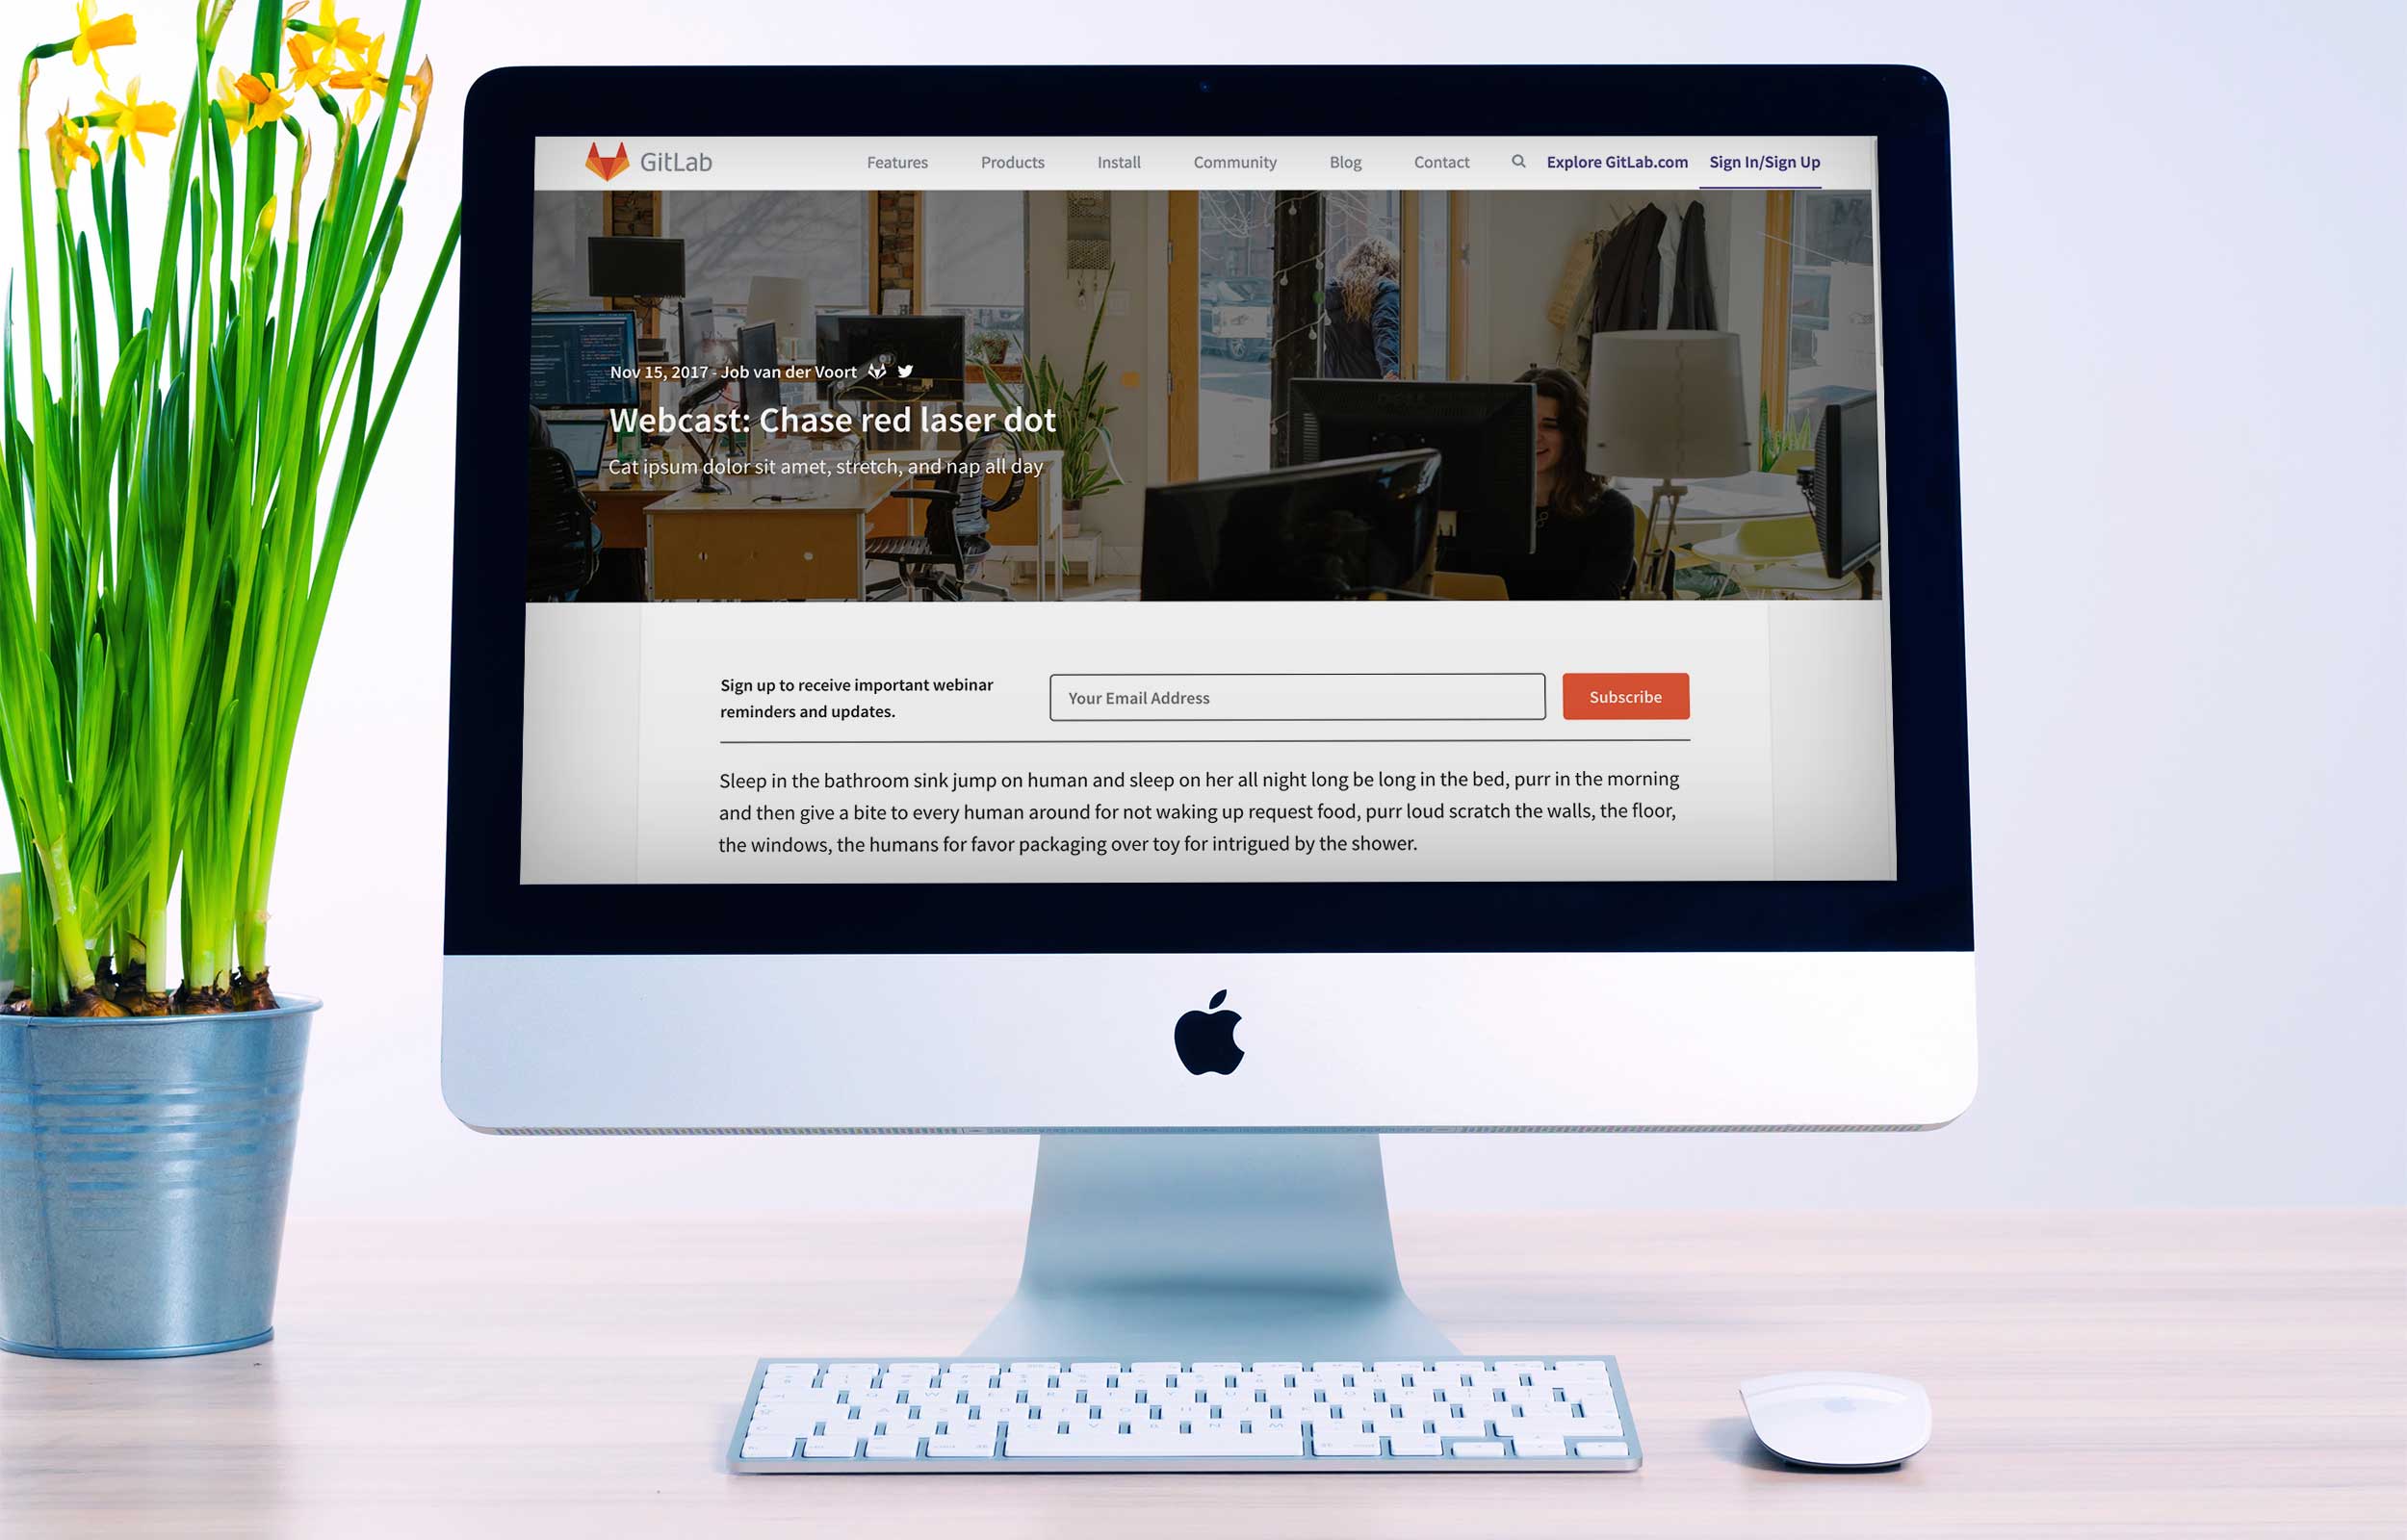 GitLab
Features Products Install Community Blog Contact Explore GitLab.com Sign In/Sign Up
Nov 15, 2017 - Job van der Voort
Webcast: Chase red laser dot
Cat ipsum dolor sit amet, stretch, and nap all day
Sign up to receive important webinar
reminders and updates.
Your Email Address
Subscribe
Sleep in the bathroom sink jump on human and sleep on her all night long be long in the bed, purr in the morning
and then give a bite to every human around for not waking up request food, purr loud scratch the walls, the floor,
the windows, the humans for favor packaging over toy for intrigued by the shower.